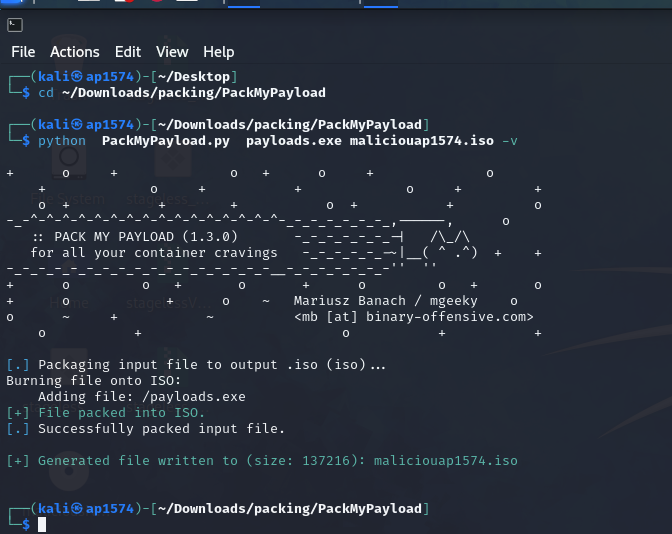 File Actions Edit View Help
┌──(kali㉿ap1574)-[~/Desktop]
└─$ cd ~/Downloads/packing/PackMyPayload
┌──(kali㉿ap1574)-[~/Downloads/packing/PackMyPayload]
└─$ python  PackMyPayload.py  payloads.exe maliciouap1574.iso -v
+      o     +              o   +      o     +              o
    +             o     +           +             o     +         +
    o  +           +        +           o  +           +          o
-_-^-^-^-^-^-^-^-^-^-^-^-^-^-^-^-^-^-_-_-_-_-_-_-_,------,      o
   :: PACK MY PAYLOAD (1.3.0)       -_-_-_-_-_-_-|   /\_/\
   for all your container cravings   -_-_-_-_-_-~|__( ^ .^)  +    +
-_-_-_-_-_-_-_-_-_-_-_-_-_-_-_-_-__-_-_-_-_-_-_-''  ''
+      o         o   +       o       +      o         o   +       o
+      o            +      o    ~   Mariusz Banach / mgeeky    o
o      ~     +           ~          <mb [at] binary-offensive.com>
    o           +                         o           +           +
[.] Packaging input file to output .iso (iso)...
Burning file onto ISO:
    Adding file: /payloads.exe
[+] File packed into ISO.
[.] Successfully packed input file.
[+] Generated file written to (size: 137216): maliciouap1574.iso
┌──(kali㉿ap1574)-[~/Downloads/packing/PackMyPayload]
└─$